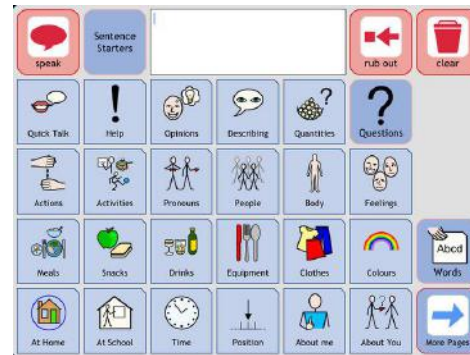 speak
Sentence
Starters
rub out
clear
Quick Talk
Help
Opinions
Describing
Quantities
Questions
Actions
Activities
Pronouns
People
Body
Feelings
Meals
Snacks
Drinks
Equipment
Clothes
Colours
Abcd
Words
At Home
At School
Time
Position
About me
About You
More Pages